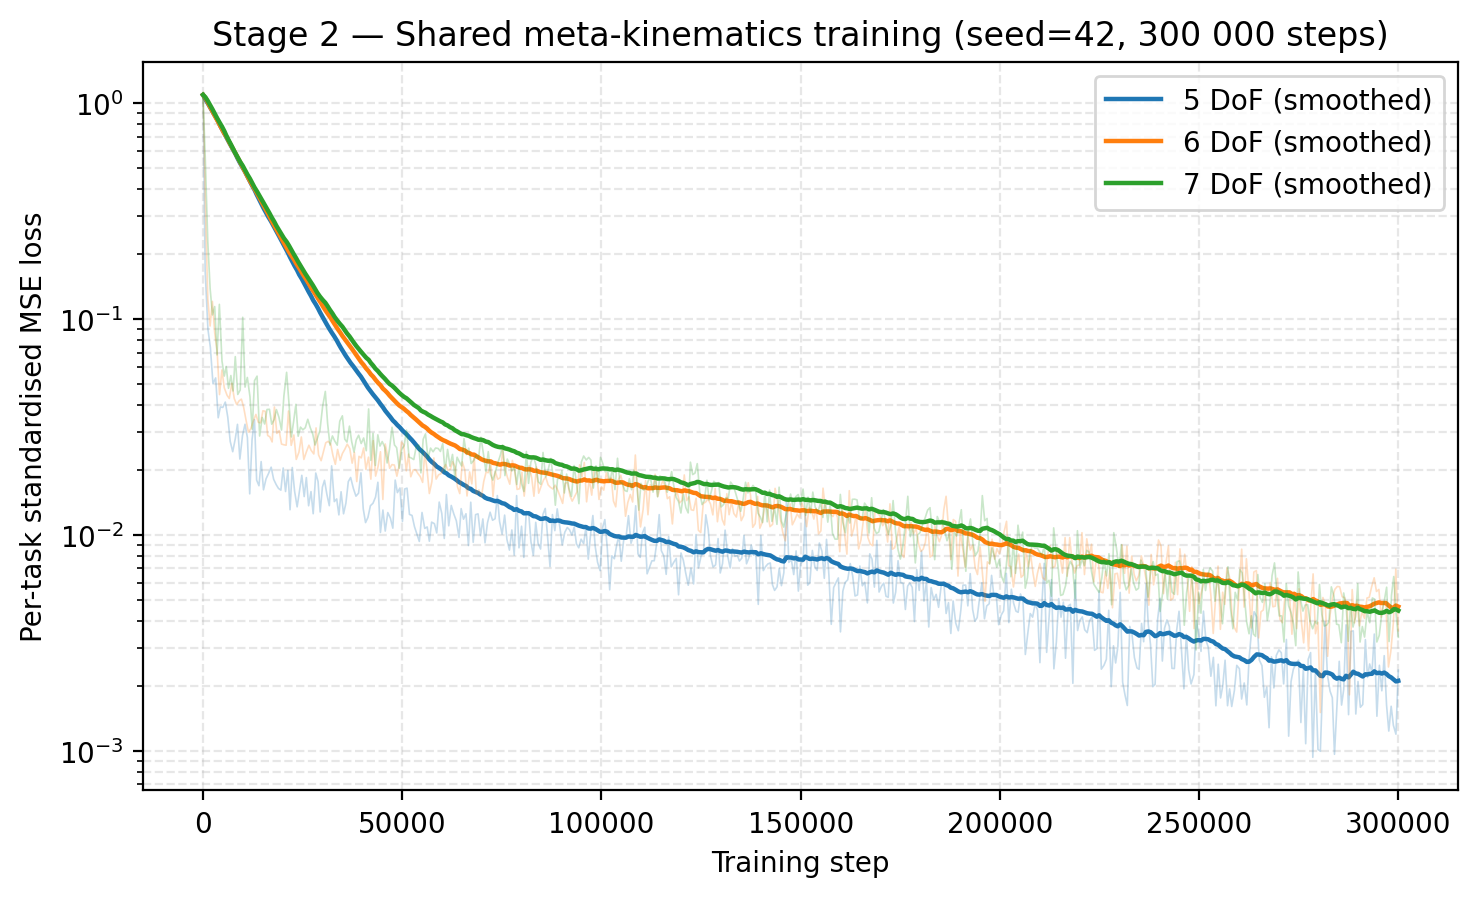 Stage 2 — Shared meta-kinematics training (seed=42, 300 000 steps)
Per-task standardised MSE loss
10⁰
10⁻¹
10⁻²
10⁻³
5 DoF (smoothed)
6 DoF (smoothed)
7 DoF (smoothed)
0 50000 100000 150000 200000 250000 300000
Training step